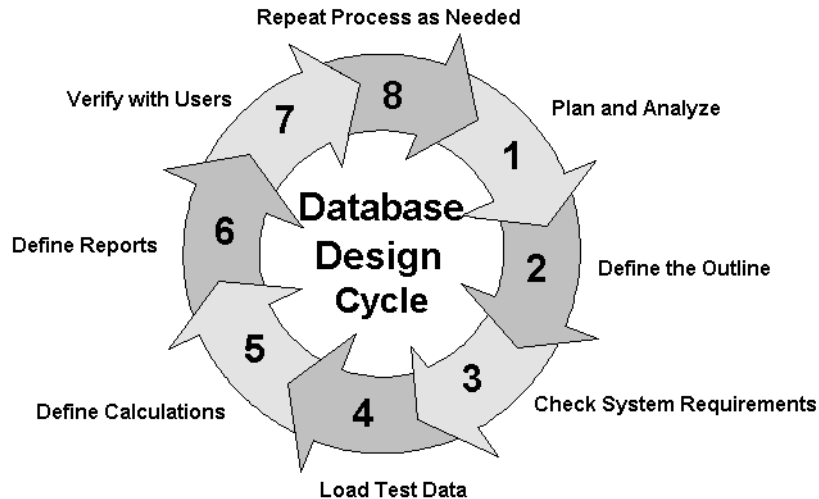 Repeat Process as Needed
8
Verify with Users
7
Plan and Analyze
1
Database
Design
Cycle
Define Reports
6
2
Define the Outline
5
3
Define Calculations
4
Check System Requirements
Load Test Data